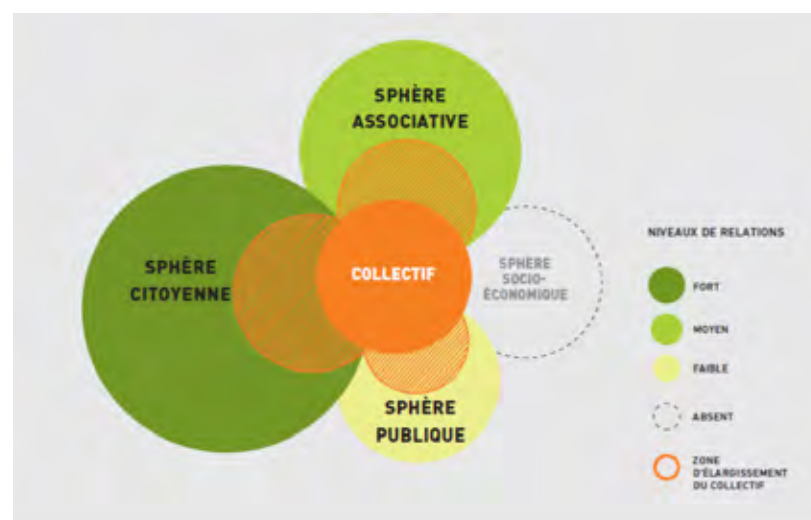 SPHÈRE
ASSOCIATIVE
SPHÈRE
CITOYENNE
COLLECTIF
SPHÈRE
SOCIO-
ÉCONOMIQUE
SPHÈRE
PUBLIQUE
NIVEAUX DE RELATIONS
FORT
MOYEN
FAIBLE
ABSENT
ZONE
D'ÉLARGISSEMENT
DU COLLECTIF